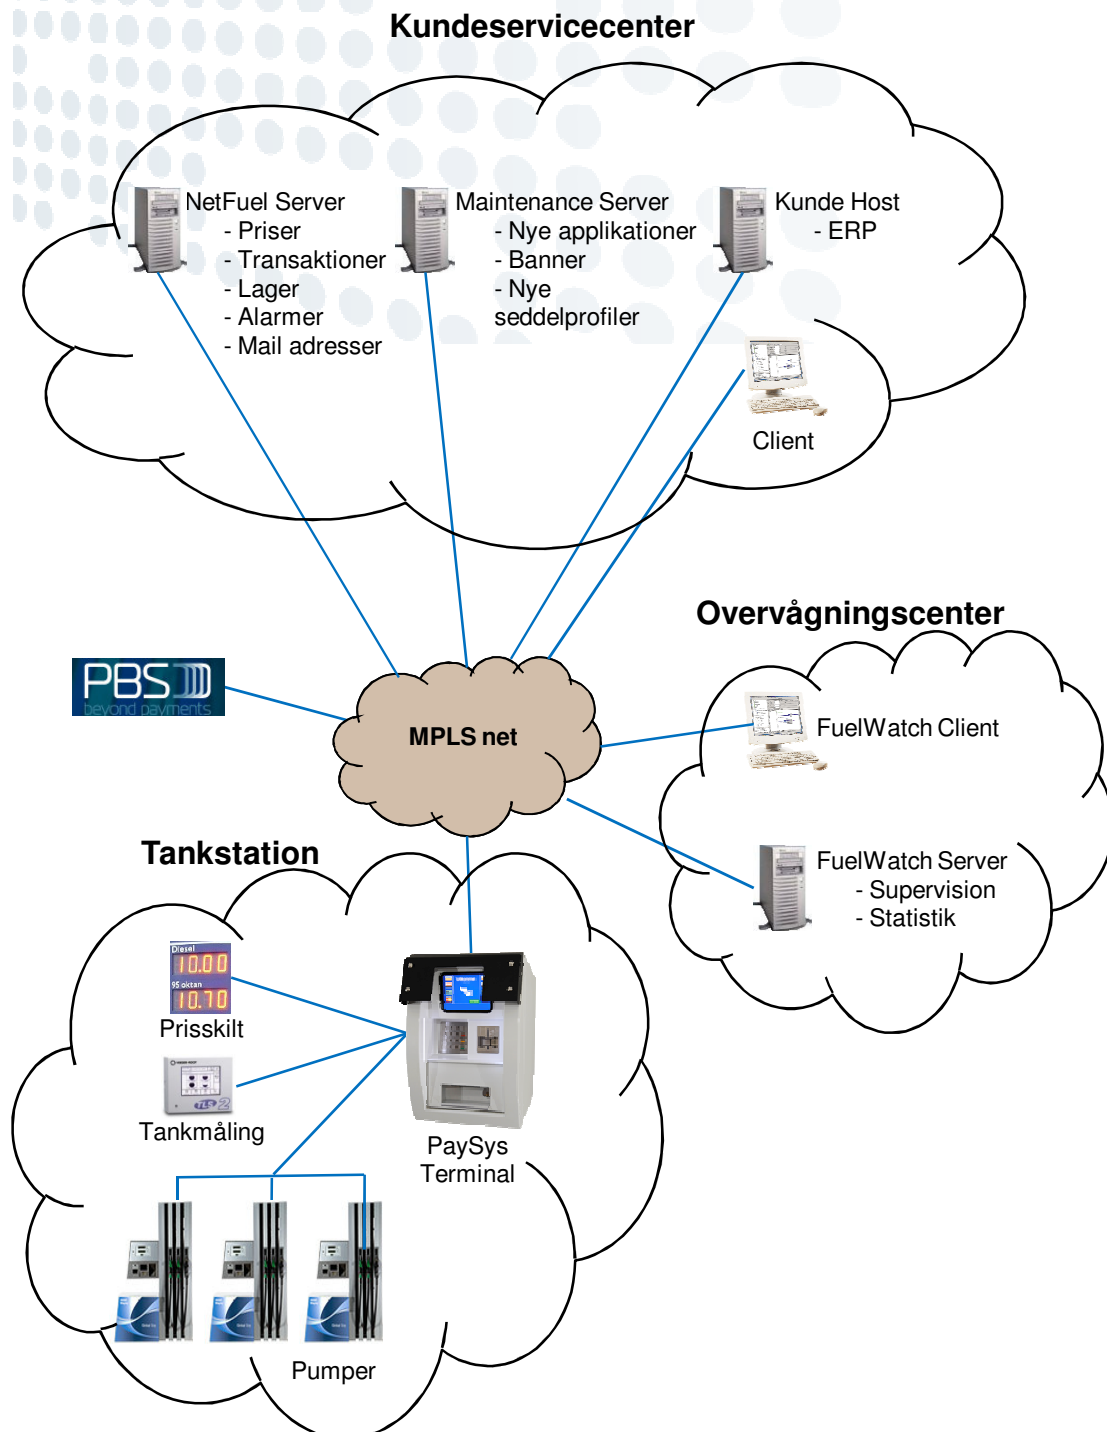 Kundeservicecenter
NetFuel Server
- Priser
- Transaktioner
- Lager
- Alarmer
- Mail adresser
Maintenance Server
- Nye applikationer
- Banner
- Nye
seddelprofiler
Kunde Host
- ERP
Client
Overvågningscenter
PBS
beyond payments
MPLS net
FuelWatch Client
FuelWatch Server
- Supervision
- Statistik
Tankstation
Diesel
10.00
95 oktan
10.70
Prisskilt
TLS 2
Tankmåling
PaySys
Terminal
Pumper